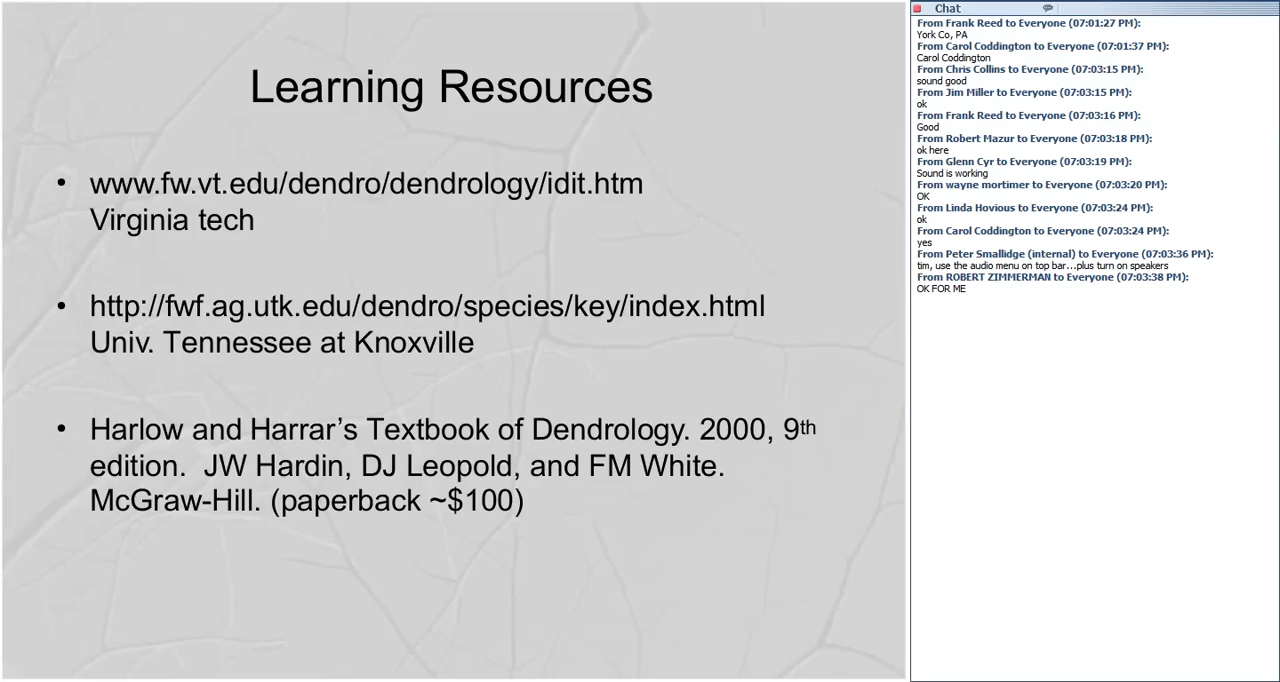 Learning Resources
• www.fw.vt.edu/dendro/dendrology/idit.htm
Virginia tech
• http://fwf.ag.utk.edu/dendro/species/key/index.html
Univ. Tennessee at Knoxville
• Harlow and Harrar’s Textbook of Dendrology. 2000, 9th
edition.  JW Hardin, DJ Leopold, and FM White.
McGraw-Hill. (paperback ~$100)
Chat
From Frank Reed to Everyone (07:01:27 PM):
York Co, PA
From Carol Coddington to Everyone (07:01:37 PM):
Carol Coddington
From Chris Collins to Everyone (07:03:15 PM):
sound good
From Jim Miller to Everyone (07:03:15 PM):
ok
From Frank Reed to Everyone (07:03:16 PM):
Good
From Robert Mazur to Everyone (07:03:18 PM):
ok here
From Glenn Cyr to Everyone (07:03:19 PM):
Sound is working
From wayne mortimer to Everyone (07:03:20 PM):
OK
From Linda Hovious to Everyone (07:03:24 PM):
ok
From Carol Coddington to Everyone (07:03:24 PM):
yes
From Peter Smallidge (internal) to Everyone (07:03:36 PM):
tim, use the audio menu on top bar...plus turn on speakers
From ROBERT ZIMMERMAN to Everyone (07:03:38 PM):
OK FOR ME